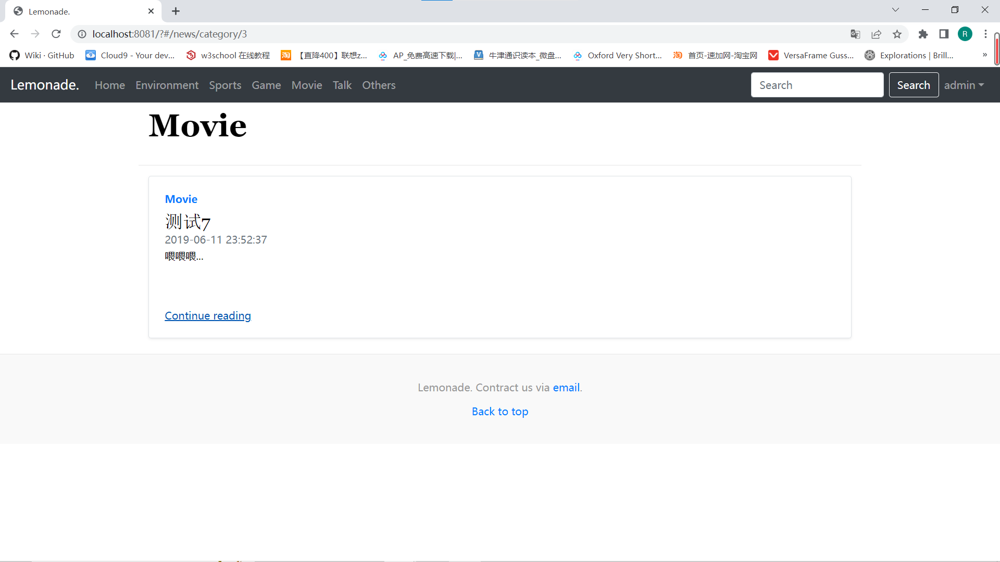 Lemonade.
localhost:8081/?#/news/category/3
R
Wiki · GitHub
Cloud9 - Your dev...
w3school 在线教程
【直降400】联想z...
AP_免费高速下载|...
牛津通识读本_微盘...
Oxford Very Short...
首页-速加网-淘宝网
VersaFrame Guss...
Explorations | Brill...
»
Lemonade. Home Environment Sports Game Movie Talk Others Search Search admin
Movie
Movie
测试7
2019-06-11 23:52:37
喂喂喂...
Continue reading
Lemonade. Contract us via email.
Back to top